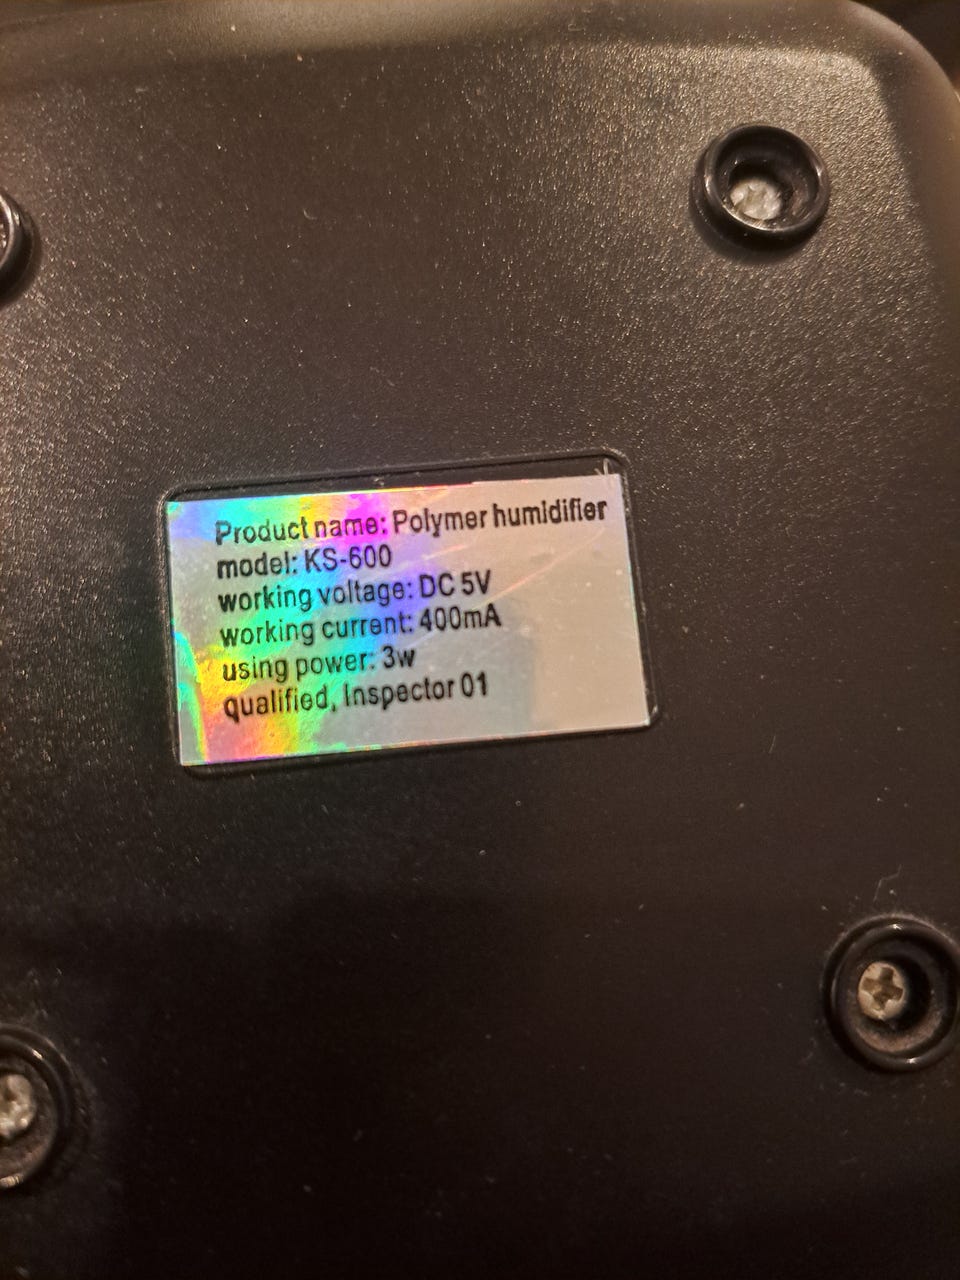 Product name: Polymer humidifier
model: KS-600
working voltage: DC 5V
working current: 400mA
using power: 3w
qualified, Inspector 01